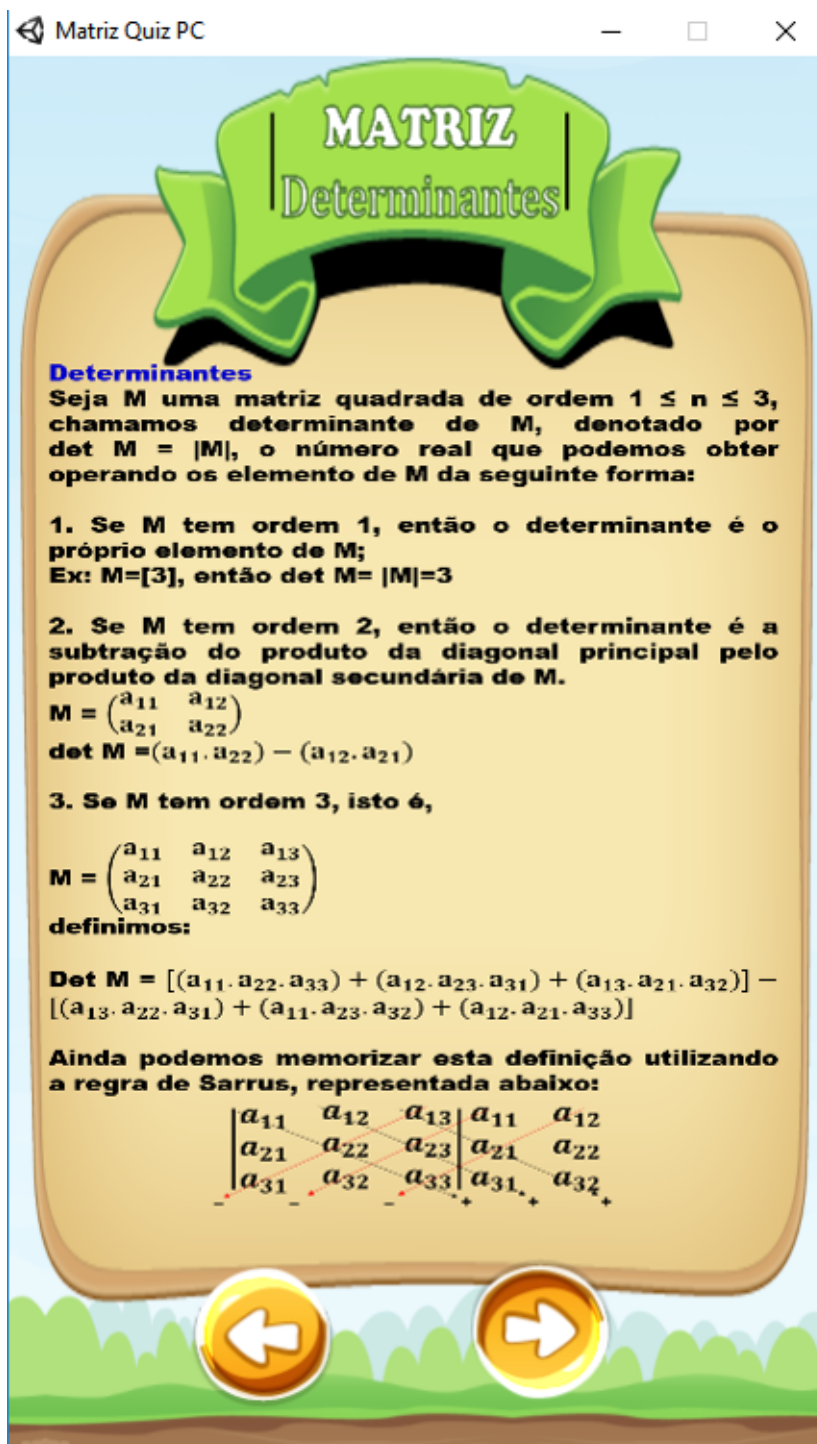 Matriz Quiz PC
MATRIZ
Determinantes
Determinantes
Seja M uma matriz quadrada de ordem 1 ≤ n ≤ 3,
chamamos determinante de M, denotado por
det M = |M|, o número real que podemos obter
operando os elemento de M da seguinte forma:
1. Se M tem ordem 1, então o determinante é o
próprio elemento de M;
Ex: M=[3], então det M= |M|=3
2. Se M tem ordem 2, então o determinante é a
subtração do produto da diagonal principal pelo
produto da diagonal secundária de M.
M = (a₁₁ a₁₂
a₂₁ a₂₂)
det M =(a₁₁.a₂₂) − (a₁₂.a₂₁)
3. Se M tem ordem 3, isto é,
a₁₁ a₁₂ a₁₃
M = (a₂₁ a₂₂ a₂₃)
a₃₁ a₃₂ a₃₃
definimos:
Det M = [(a₁₁.a₂₂.a₃₃) + (a₁₂.a₂₃.a₃₁) + (a₁₃.a₂₁.a₃₂)] −
⌊(a₁₃.a₂₂.a₃₁) + (a₁₁.a₂₃.a₃₂) + (a₁₂.a₂₁.a₃₃)⌋
Ainda podemos memorizar esta definição utilizando
a regra de Sarrus, representada abaixo:
|a₁₁ a₁₂ a₁₃| a₁₁ a₁₂
|a₂₁ a₂₂ a₂₃| a₂₁ a₂₂
|a₃₁ a₃₂ a₃₃| a₃₁ a₃₂
− − − + + +